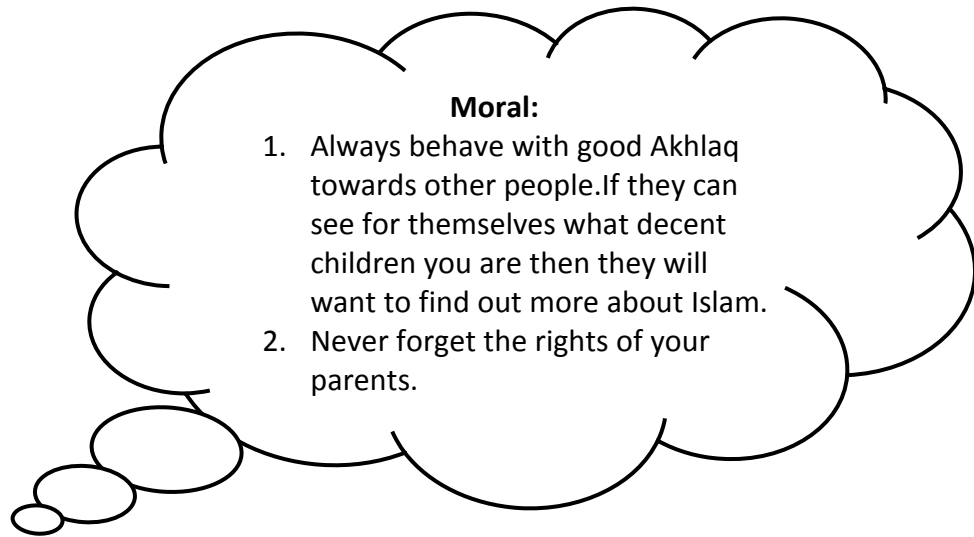 Moral:
1. Always behave with good Akhlaq
towards other people.If they can
see for themselves what decent
children you are then they will
want to find out more about Islam.
2. Never forget the rights of your
parents.